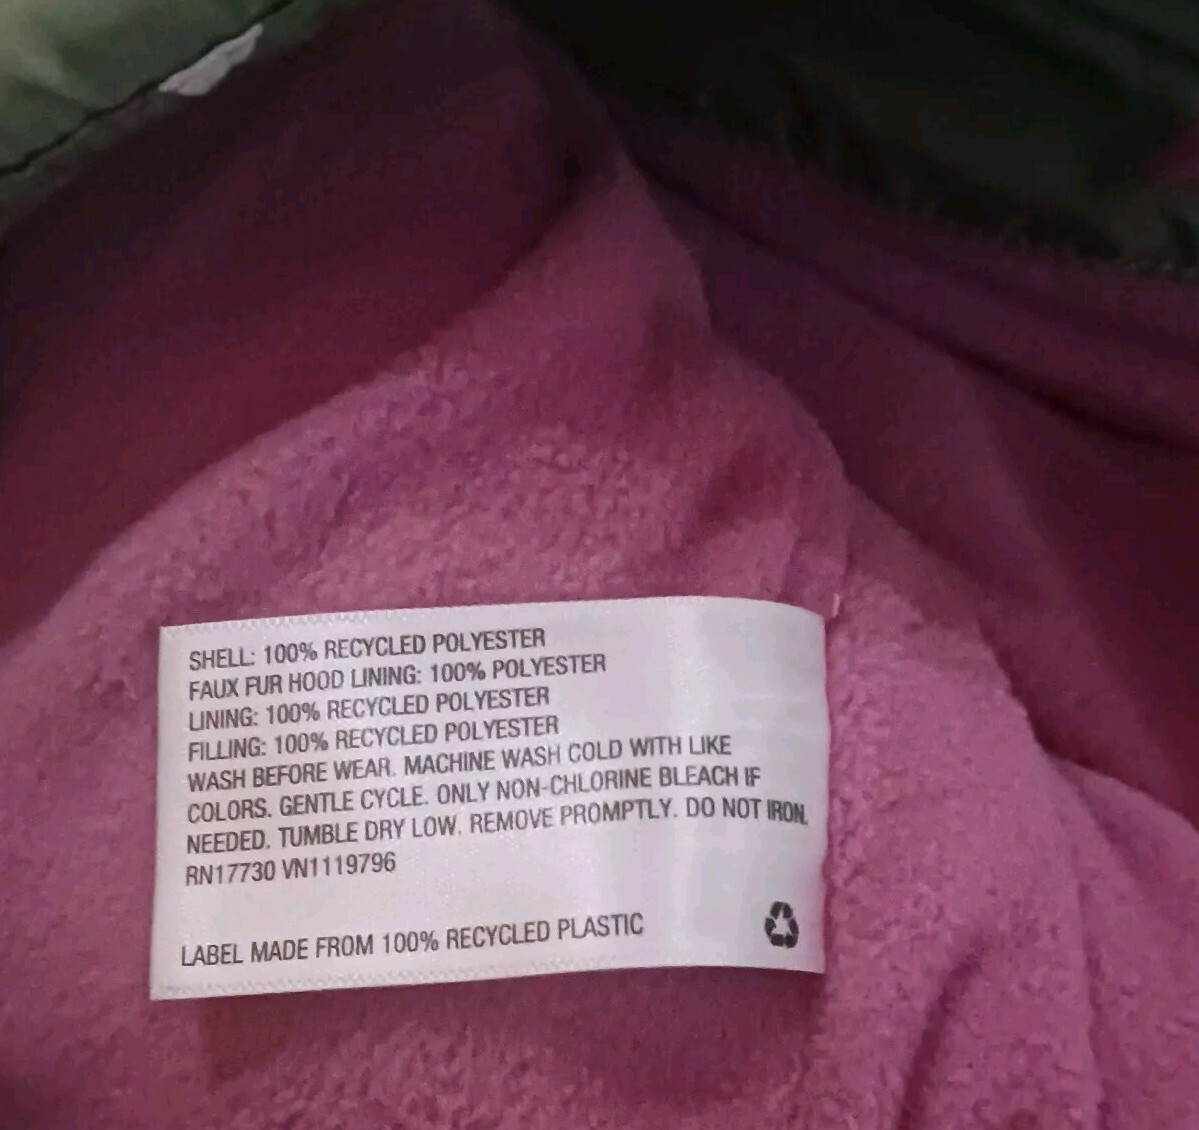 SHELL: 100% RECYCLED POLYESTER
FAUX FUR HOOD LINING: 100% POLYESTER
LINING: 100% RECYCLED POLYESTER
FILLING: 100% RECYCLED POLYESTER
WASH BEFORE WEAR. MACHINE WASH COLD WITH LIKE
COLORS. GENTLE CYCLE. ONLY NON-CHLORINE BLEACH IF
NEEDED. TUMBLE DRY LOW. REMOVE PROMPTLY. DO NOT IRON.
RN17730 VN1119796
LABEL MADE FROM 100% RECYCLED PLASTIC